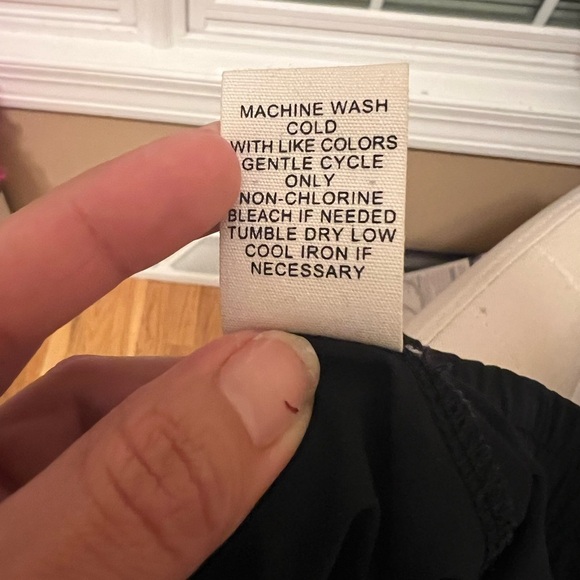 MACHINE WASH
COLD
WITH LIKE COLORS
GENTLE CYCLE
ONLY
NON-CHLORINE
BLEACH IF NEEDED
TUMBLE DRY LOW
COOL IRON IF
NECESSARY